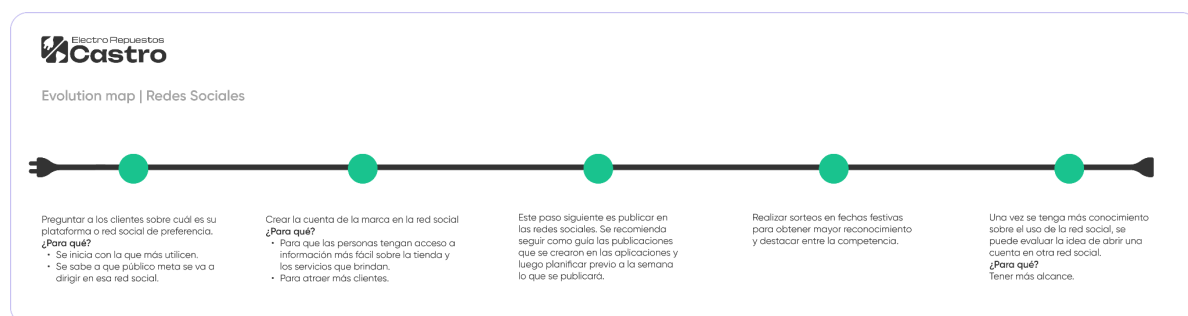 Electro Repuestos
Castro
Evolution map | Redes Sociales
Preguntar a los clientes sobre cuál es su
plataforma o red social de preferencia.
¿Para qué?
• Se inicia con la que más utilicen.
• Se sabe a que público meta se va a
dirigir en esa red social.
Crear la cuenta de la marca en la red social
¿Para qué?
• Para que las personas tengan acceso a
información más fácil sobre la tienda y
los servicios que brindan.
• Para atraer más clientes.
Este paso siguiente es publicar en
las redes sociales. Se recomienda
seguir como guía las publicaciones
que se crearon en las aplicaciones y
luego planificar previo a la semana
lo que se publicará.
Realizar sorteos en fechas festivas
para obtener mayor reconocimiento
y destacar entre la competencia.
Una vez se tenga más conocimiento
sobre el uso de la red social, se
puede evaluar la idea de abrir una
cuenta en otra red social.
¿Para qué?
Tener más alcance.